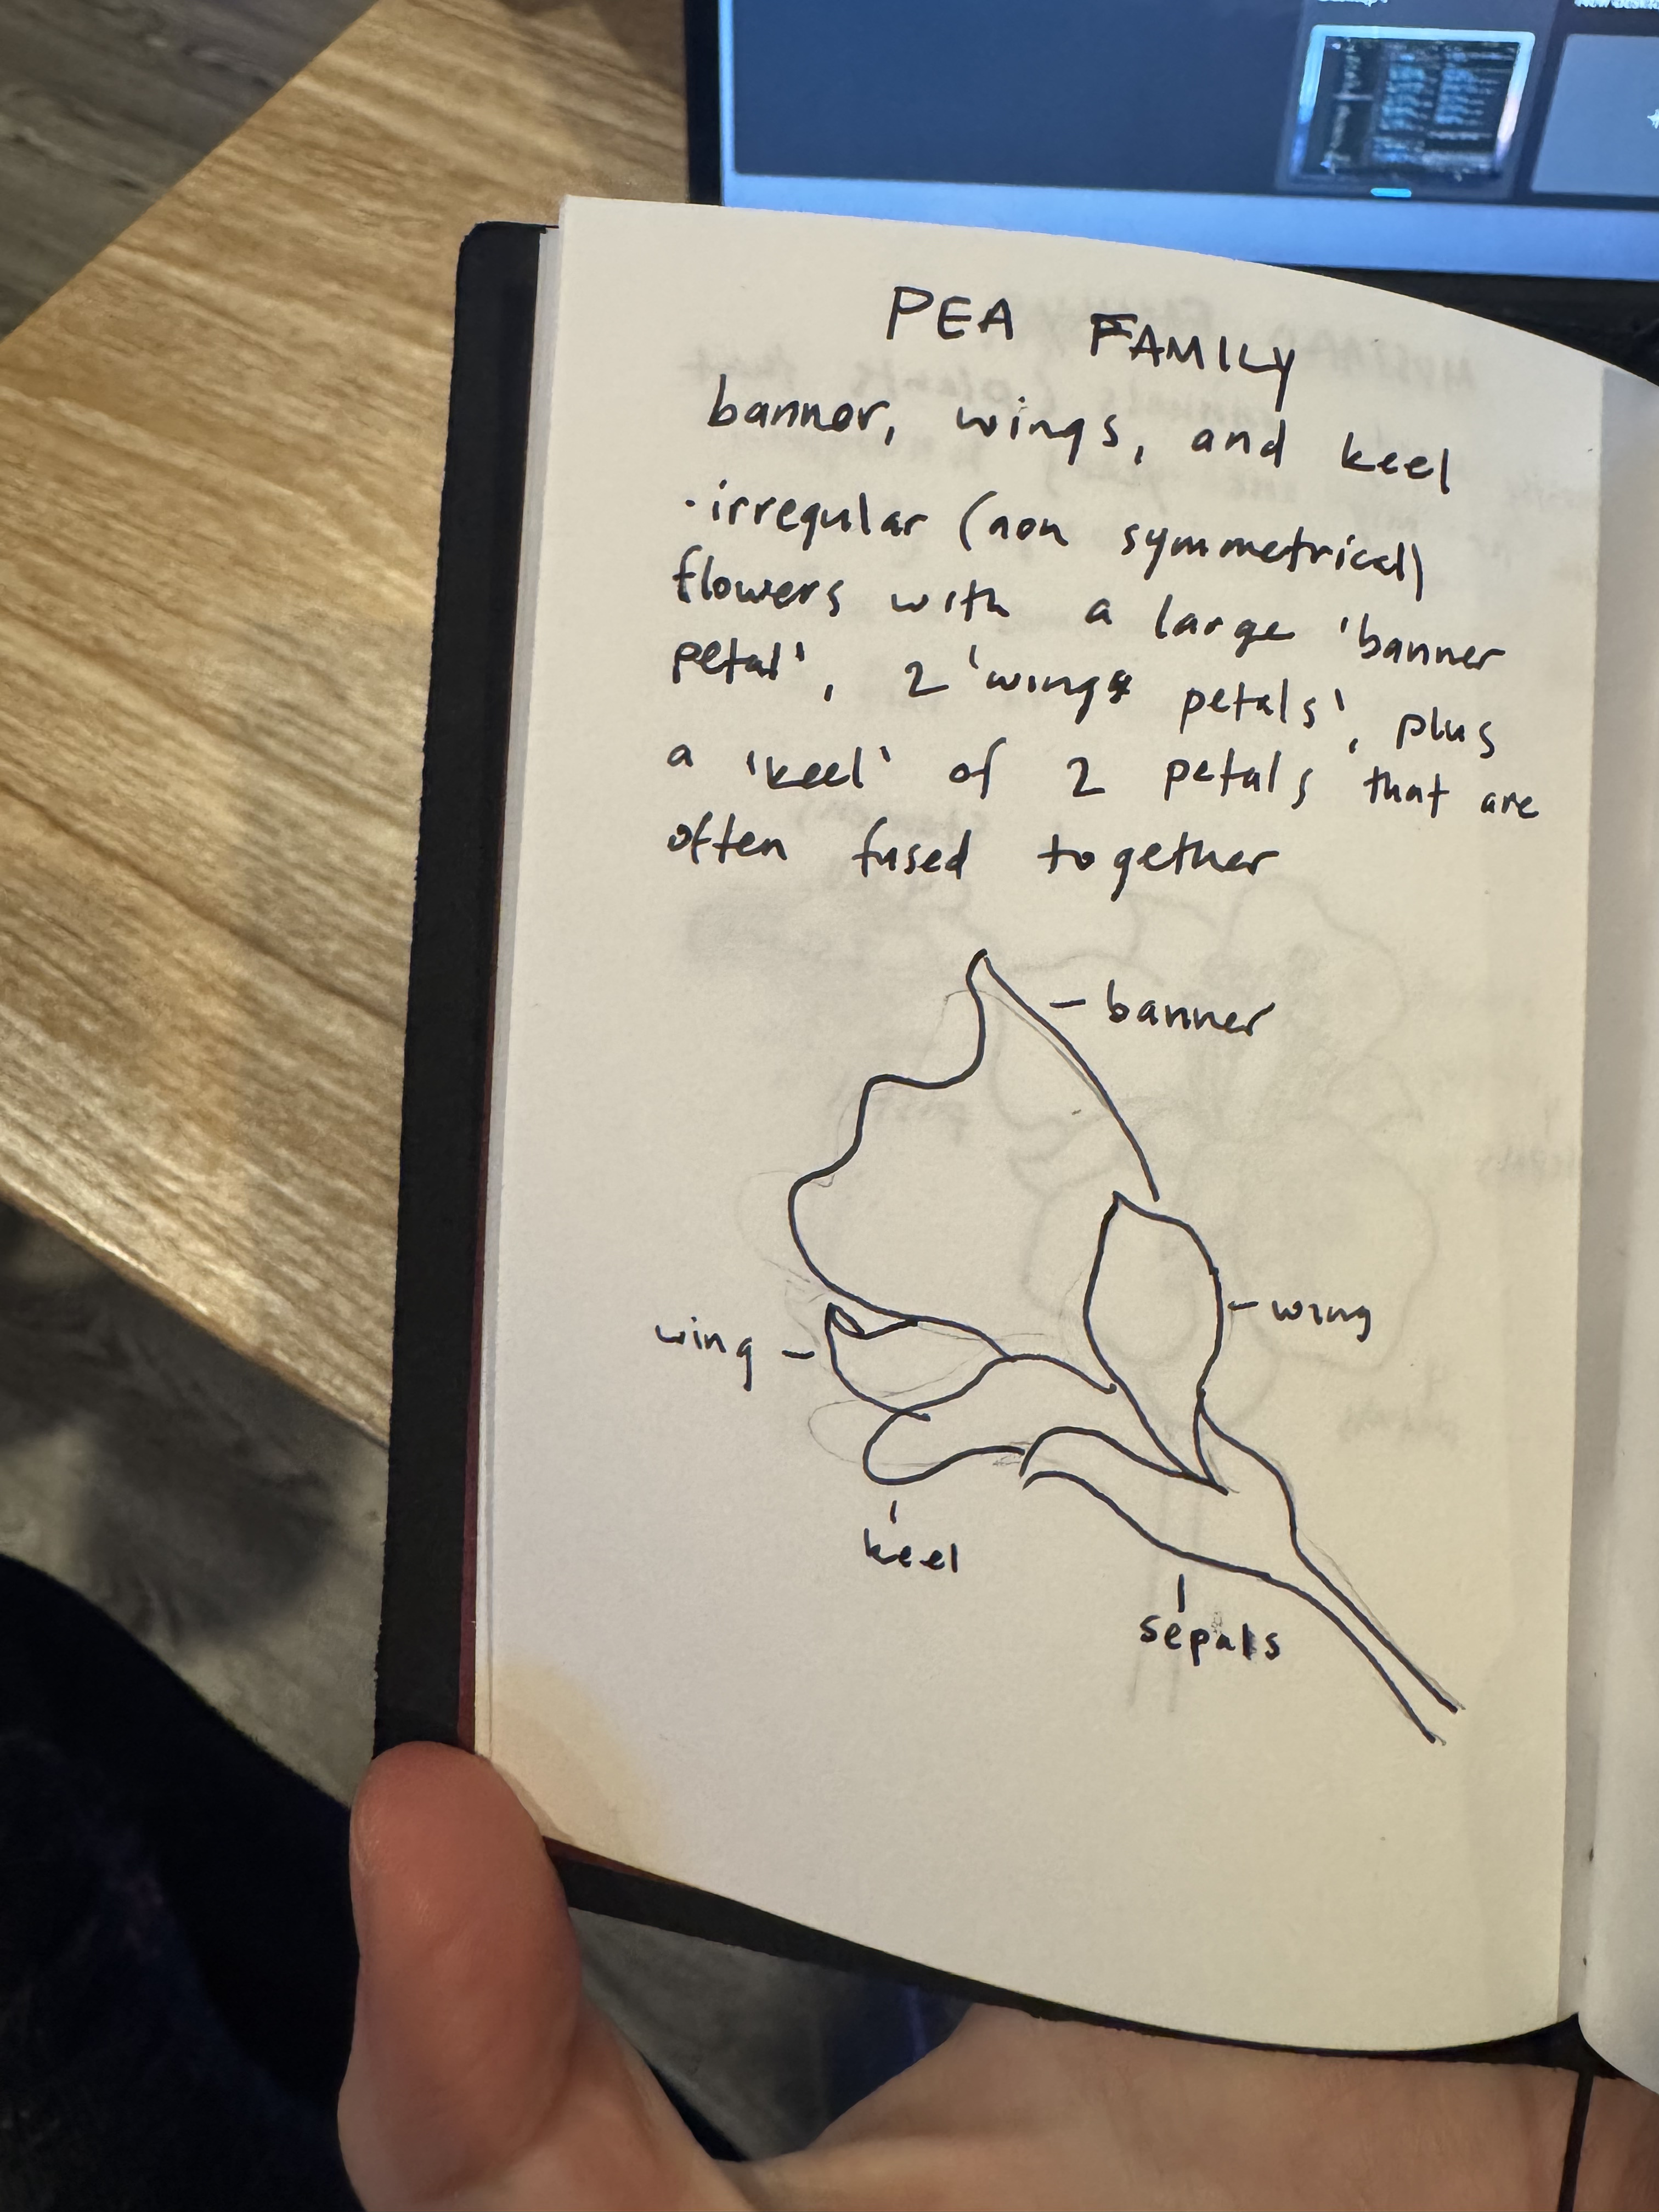 PEA FAMILY
banner, wings, and keel
·irregular (non symmetrical)
flowers with a large 'banner
petal', 2 'wing petals', plus
a 'keel' of 2 petals that are
often fused together
banner
wing
wing
keel
sepals